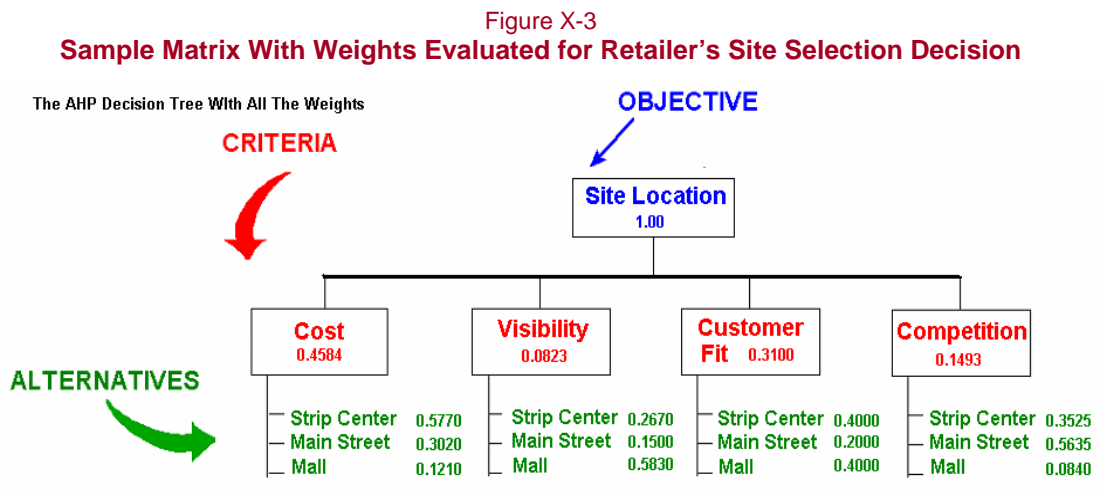 Figure X-3
Sample Matrix With Weights Evaluated for Retailer's Site Selection Decision
The AHP Decision Tree WIth All The Weights
OBJECTIVE
CRITERIA
Site Location
1.00
Cost
0.4584
Visibility
0.0823
Customer
Fit 0.3100
Competition
0.1493
ALTERNATIVES
Strip Center 0.5770
Main Street 0.3020
Mall 0.1210
Strip Center 0.2670
Main Street 0.1500
Mall 0.5830
Strip Center 0.4000
Main Street 0.2000
Mall 0.4000
Strip Center 0.3525
Main Street 0.5635
Mall 0.0840